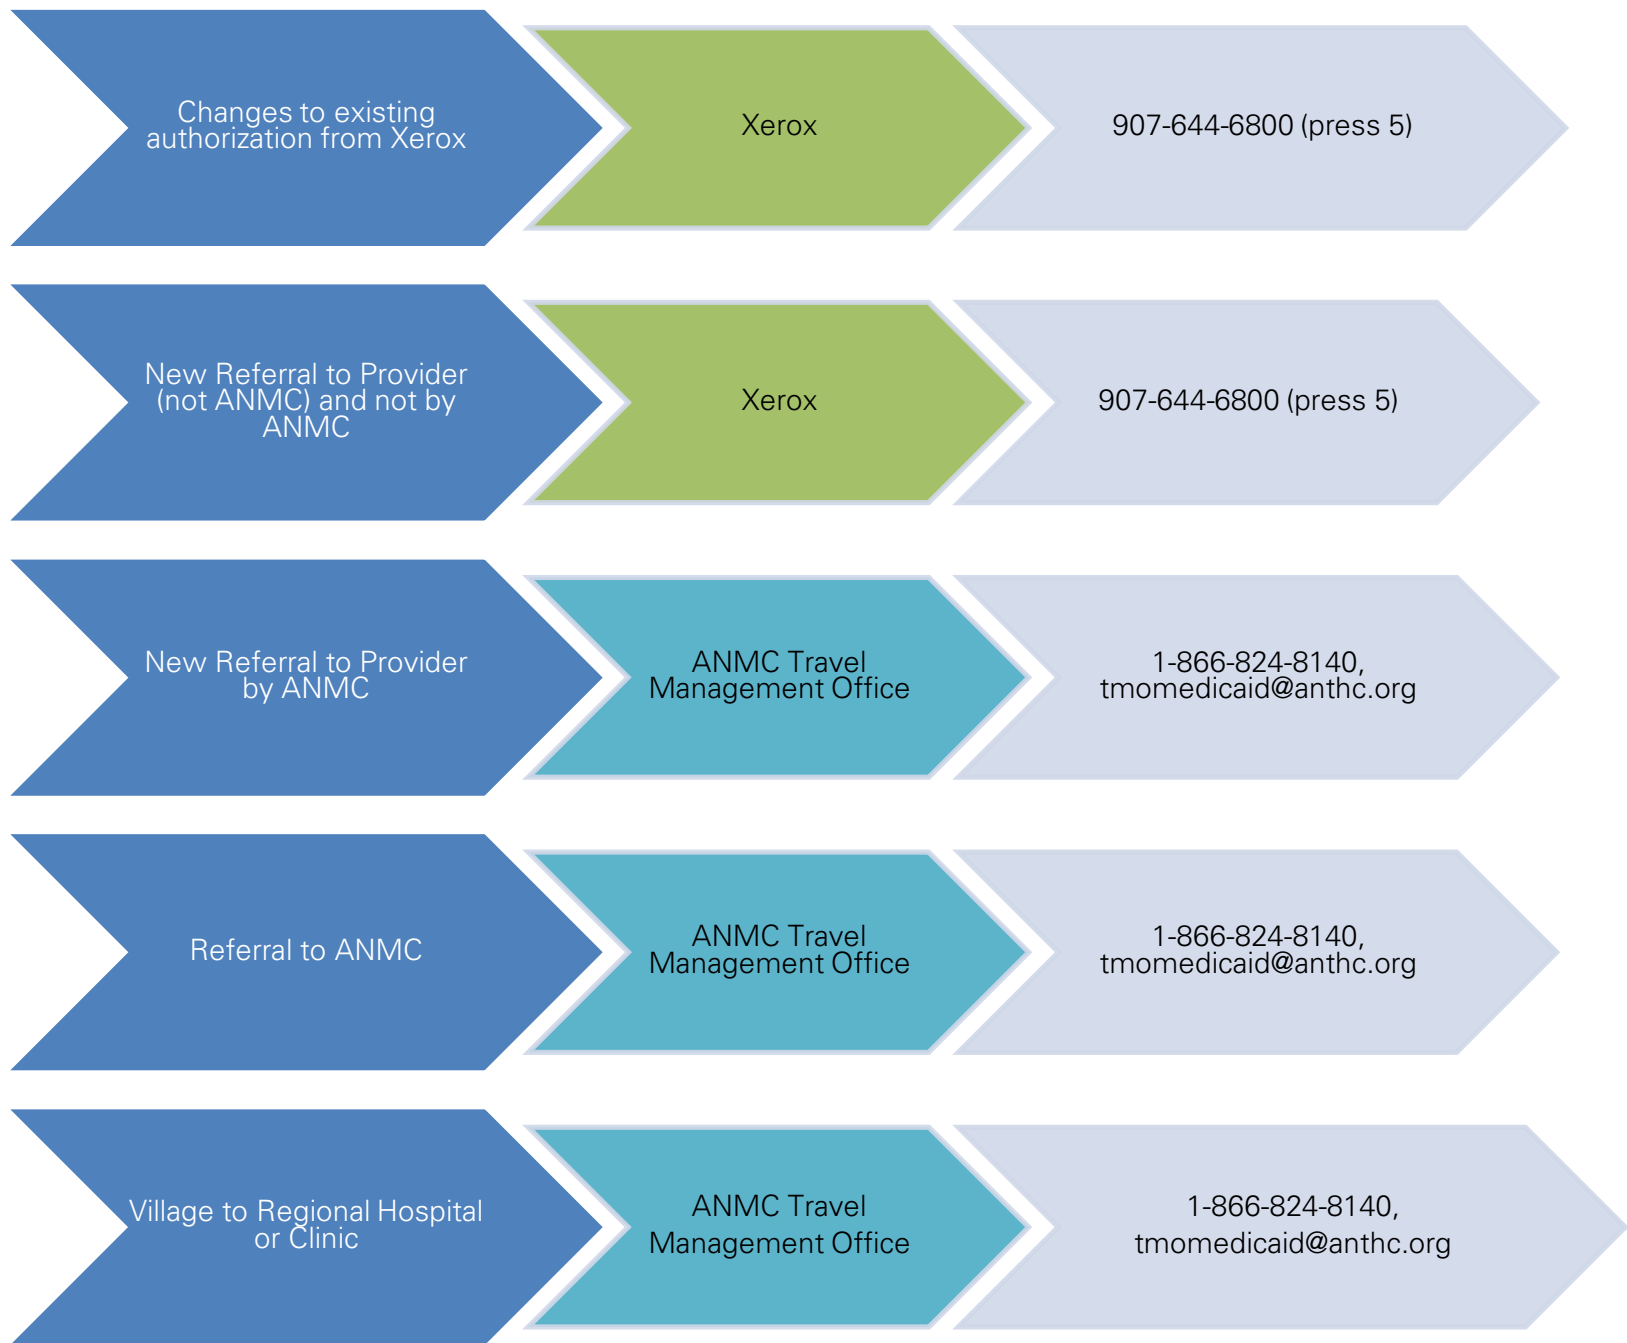 Changes to existing
authorization from Xerox
Xerox
907-644-6800 (press 5)
New Referral to Provider
(not ANMC) and not by
ANMC
Xerox
907-644-6800 (press 5)
New Referral to Provider
by ANMC
ANMC Travel
Management Office
1-866-824-8140,
tmomedicaid@anthc.org
Referral to ANMC
ANMC Travel
Management Office
1-866-824-8140,
tmomedicaid@anthc.org
Village to Regional Hospital
or Clinic
ANMC Travel
Management Office
1-866-824-8140,
tmomedicaid@anthc.org